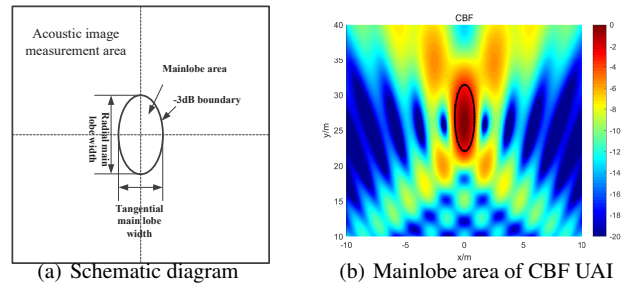 Acoustic image
measurement area
Mainlobe area
-3dB boundary
Radial main
lobe width
Tangential
main lobe
width
(a) Schematic diagram
CBF
40
35
30
25
20
15
10
y/m
-10
-5
0
5
10
x/m
0
-2
-4
-6
-8
-10
-12
-14
-16
-18
-20
(b) Mainlobe area of CBF UAI